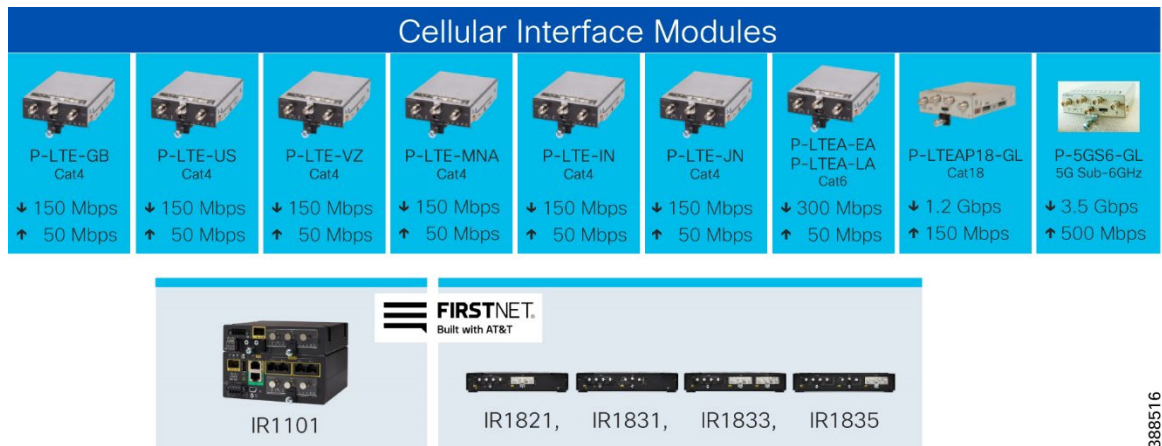 Cellular Interface Modules
P-LTE-GB
Cat4
↓ 150 Mbps
↑ 50 Mbps
P-LTE-US
Cat4
↓ 150 Mbps
↑ 50 Mbps
P-LTE-VZ
Cat4
↓ 150 Mbps
↑ 50 Mbps
P-LTE-MNA
Cat4
↓ 150 Mbps
↑ 50 Mbps
P-LTE-IN
Cat4
↓ 150 Mbps
↑ 50 Mbps
P-LTE-JN
Cat4
↓ 150 Mbps
↑ 50 Mbps
P-LTEA-EA
P-LTEA-LA
Cat6
↓ 300 Mbps
↑ 50 Mbps
P-LTEAP18-GL
Cat18
↓ 1.2 Gbps
↑ 150 Mbps
P-5GS6-GL
5G Sub-6GHz
↓ 3.5 Gbps
↑ 500 Mbps
FIRSTNET.
Built with AT&T
IR1101
IR1821, IR1831, IR1833, IR1835
388516